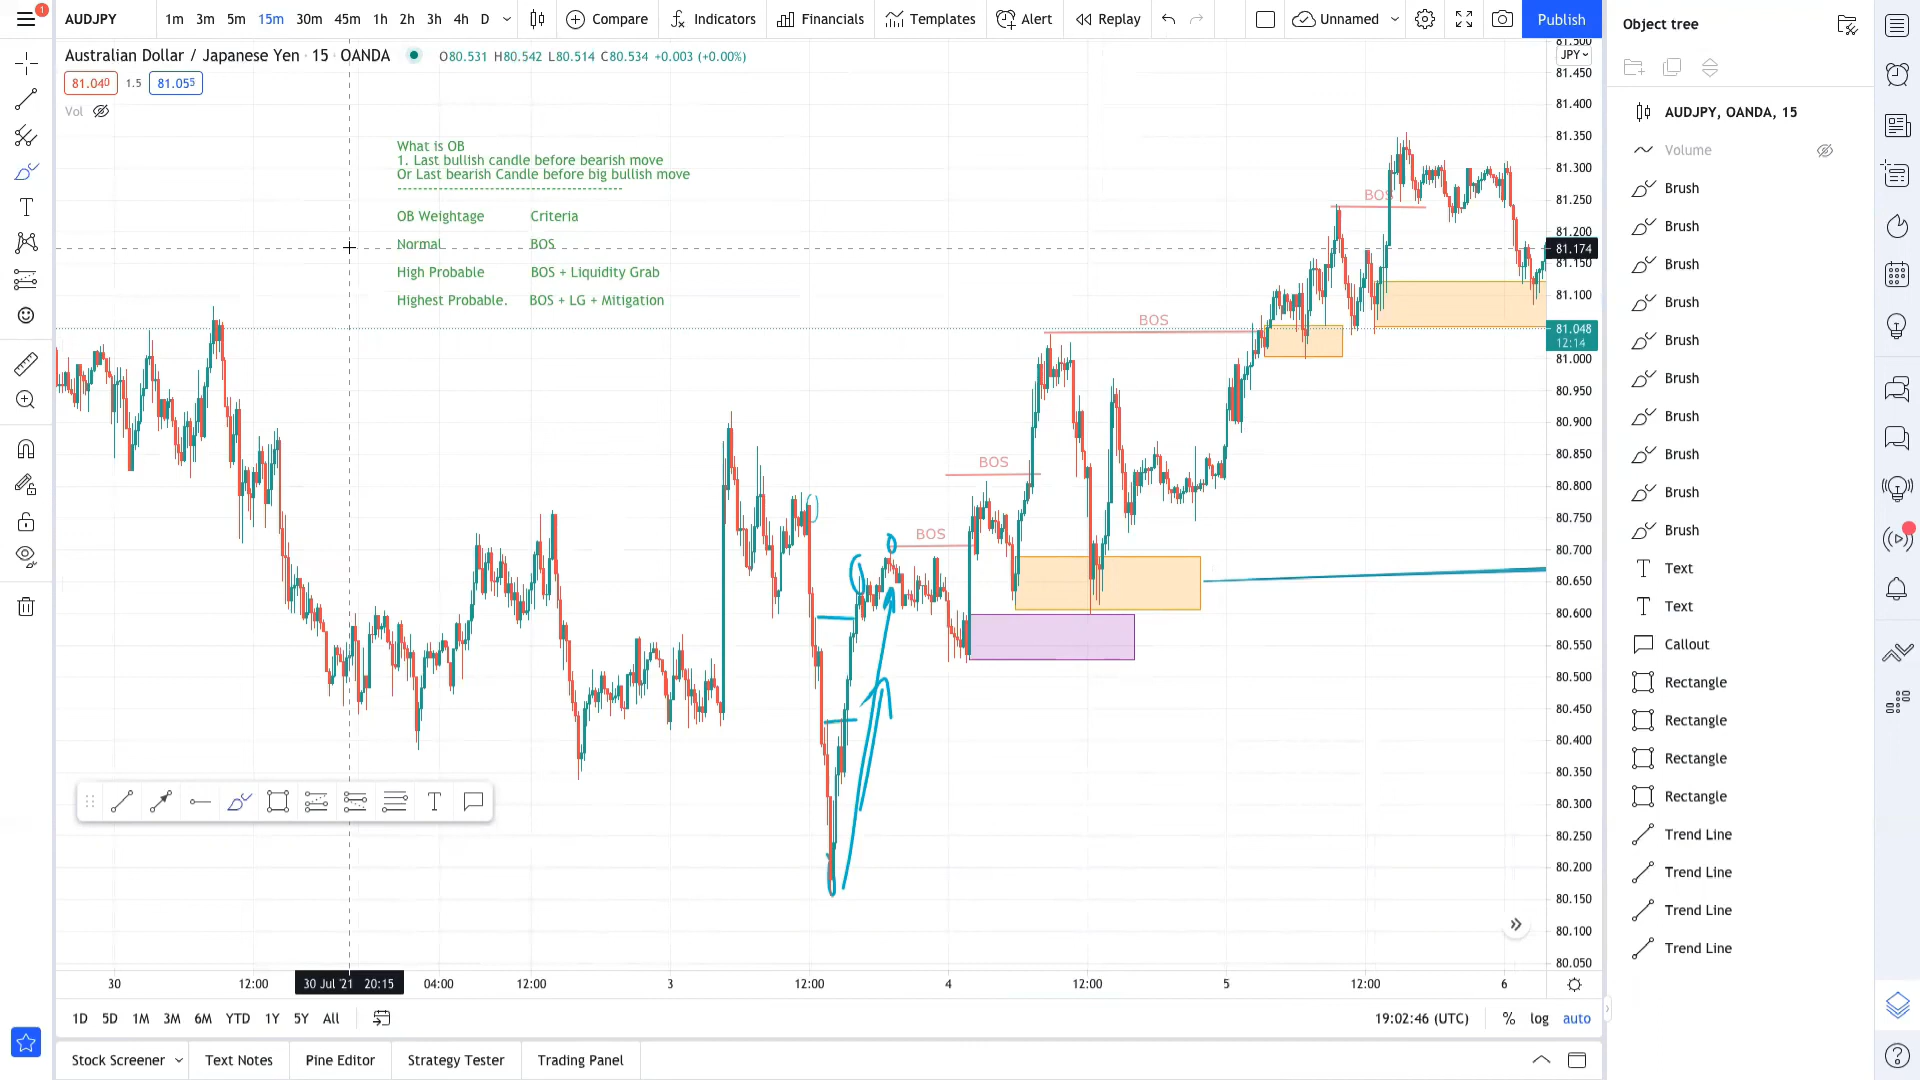 1
AUDJPY 1m 3m 5m 15m 30m 45m 1h 2h 3h 4h D Compare Indicators Financials Templates Alert Replay Unnamed Publish
Object tree
Australian Dollar / Japanese Yen · 15 · OANDA O80.531 H80.542 L80.514 C80.534 +0.003 (+0.00%)
81.040 1.5 81.055
Vol
What is OB
1. Last bullish candle before bearish move
Or Last bearish Candle before big bullish move
OB Weightage Criteria
Normal BOS
High Probable BOS + Liquidity Grab
Highest Probable. BOS + LG + Mitigation
BOS
BOS
BOS
BOS
81.500
JPY
81.450
81.400
81.350
81.300
81.250
81.200
81.174
81.150
81.100
81.048
12:14
81.000
80.950
80.900
80.850
80.800
80.750
80.700
80.650
80.600
80.550
80.500
80.450
80.400
80.350
80.300
80.250
80.200
80.150
80.100
80.050
30 12:00 30 Jul '21 20:15 04:00 12:00 3 12:00 4 12:00 5 12:00 6
1D 5D 1M 3M 6M YTD 1Y 5Y All 19:02:46 (UTC) % log auto
Stock Screener Text Notes Pine Editor Strategy Tester Trading Panel
AUDJPY, OANDA, 15
Volume
Brush
Brush
Brush
Brush
Brush
Brush
Brush
Brush
Brush
Brush
Text
Text
Callout
Rectangle
Rectangle
Rectangle
Rectangle
Trend Line
Trend Line
Trend Line
Trend Line